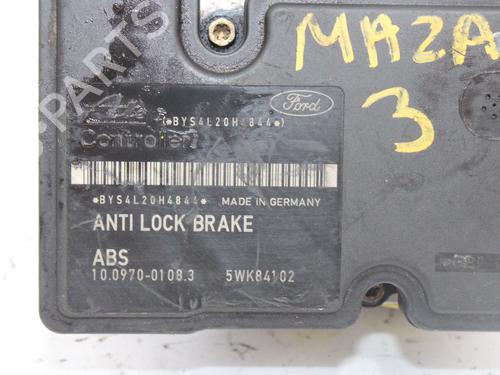 (*BYS4L20H4844*)
Ford
MAZA
3
Controller
*BYS4L20H4844* MADE IN GERMANY
ANTI LOCK BRAKE
ABS
10.0970-0108.3 5WK84102